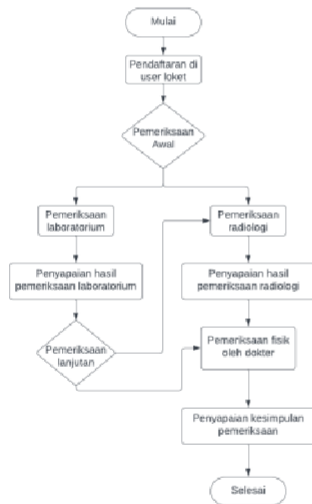 Mulai
Pendaftaran di
user loket
Pemeriksaan
Awal
Pemeriksaan
laboratorium
Pemeriksaan
radiologi
Penyapaian hasil
pemeriksaan laboratorium
Penyapaian hasil
pemeriksaan radiologi
Pemeriksaan
lanjutan
Pemeriksaan fisik
oleh dokter
Penyapaian kesimpulan
pemeriksaan
Selesai